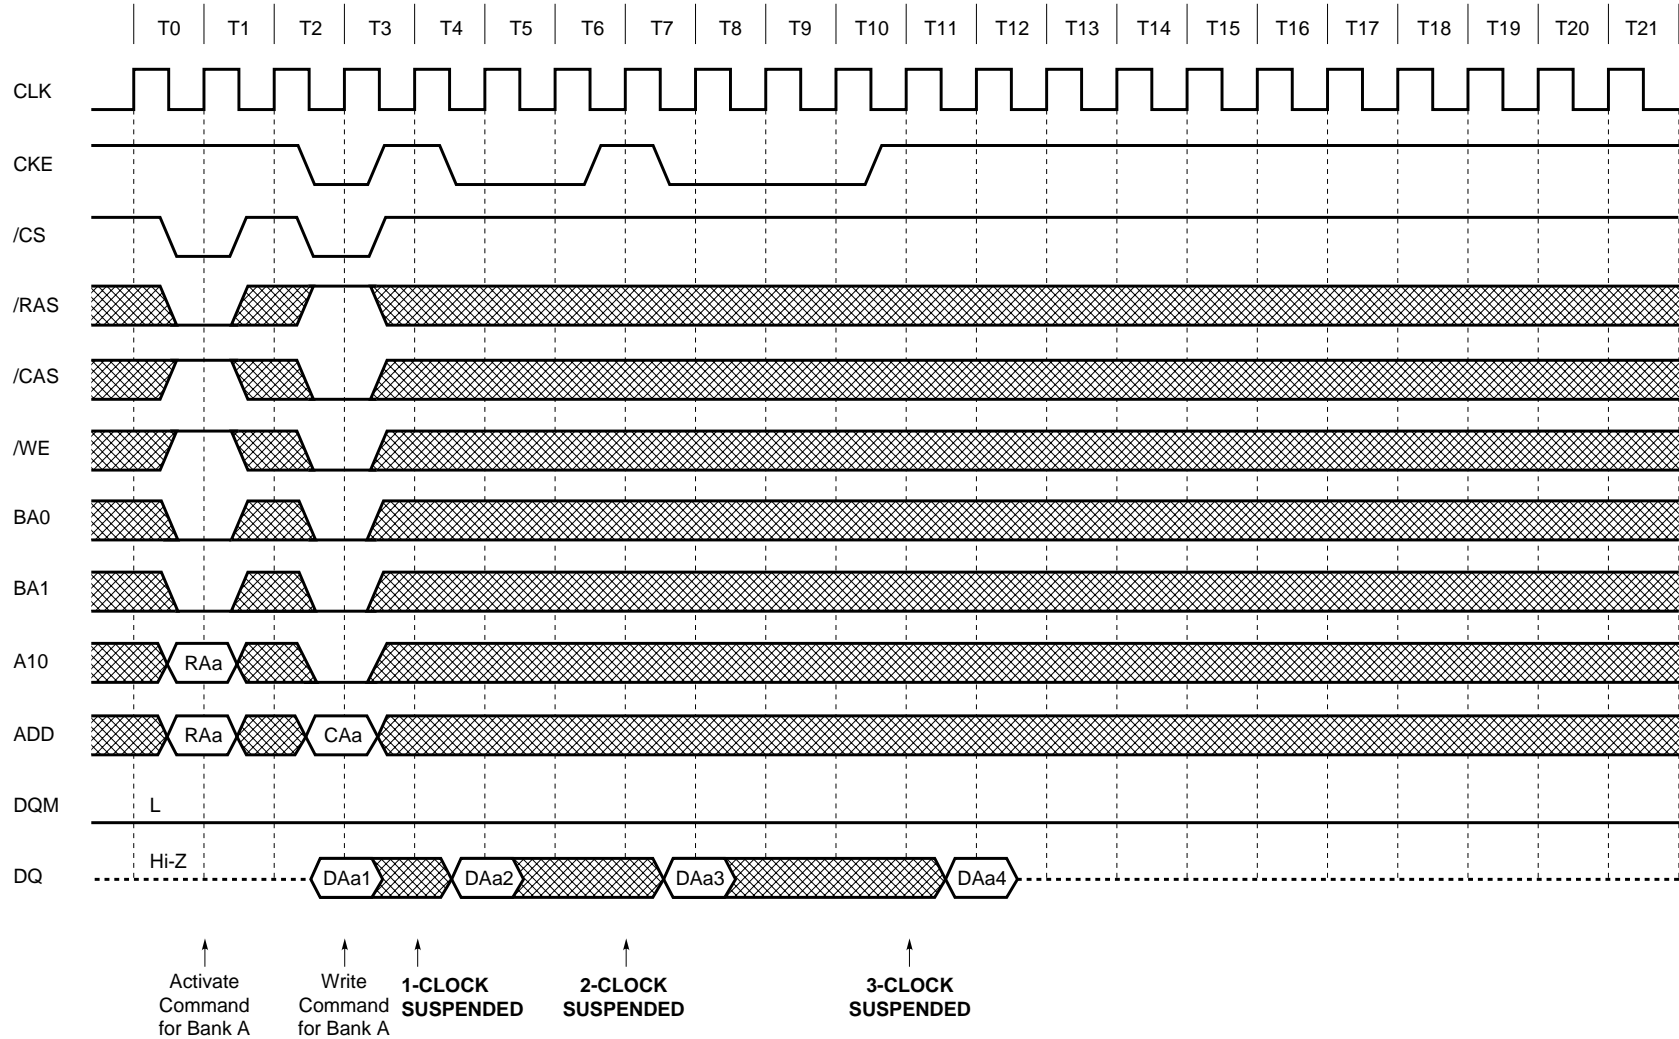 T0 T1 T2 T3 T4 T5 T6 T7 T8 T9 T10 T11 T12 T13 T14 T15 T16 T17 T18 T19 T20 T21
CLK
CKE
/CS
/RAS
/CAS
/WE
BA0
BA1
A10 RAa
ADD RAa CAa
DQM L
DQ Hi-Z DAa1 DAa2 DAa3 DAa4
Activate
Command
for Bank A
Write
Command
for Bank A
1-CLOCK
SUSPENDED
2-CLOCK
SUSPENDED
3-CLOCK
SUSPENDED